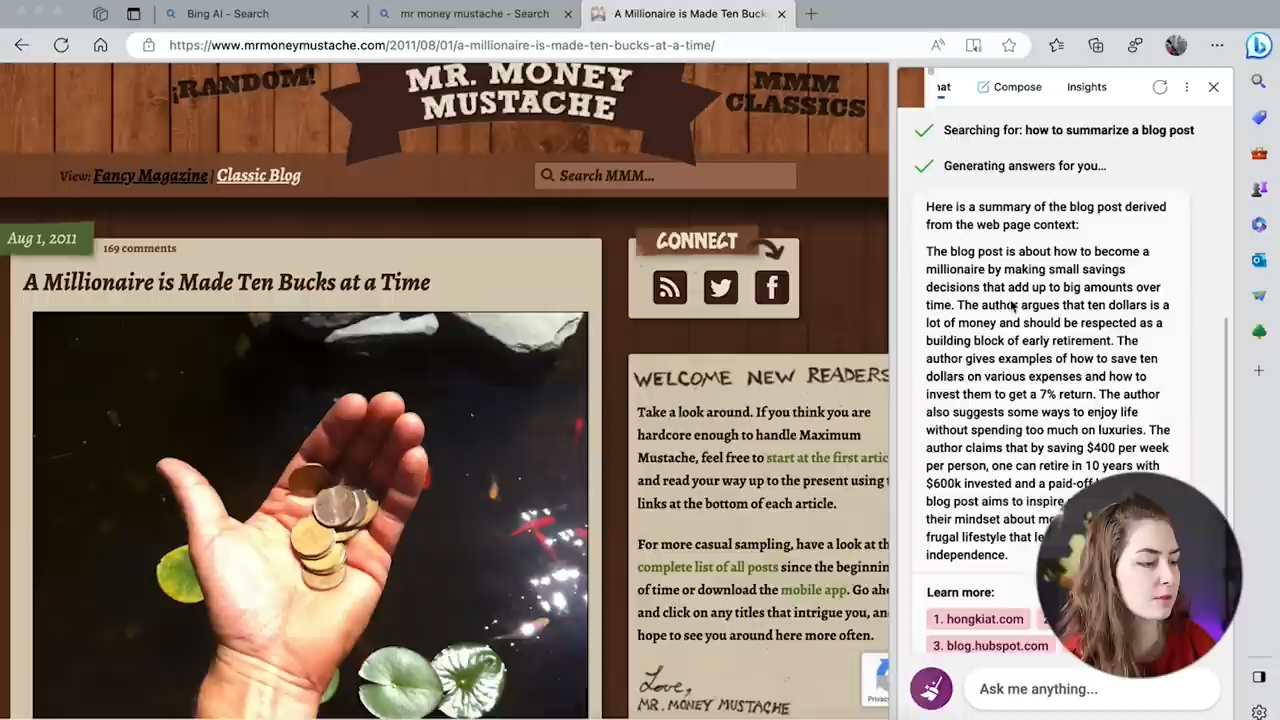 Bing AI - Search
mr money mustache - Search
A Millionaire is Made Ten Buck
https://www.mrmoneymustache.com/2011/08/01/a-millionaire-is-made-ten-bucks-at-a-time/
¡RANDOM!
MR. MONEY
MUSTACHE
MMM
CLASSICS
View: Fancy Magazine | Classic Blog
Search MMM...
Aug 1, 2011
169 comments
A Millionaire is Made Ten Bucks at a Time
CONNECT
WELCOME NEW READERS
Take a look around. If you think you are
hardcore enough to handle Maximum
Mustache, feel free to start at the first artic
and read your way up to the present using
links at the bottom of each article.
For more casual sampling, have a look at th
complete list of all posts since the beginnin
of time or download the mobile app. Go ahe
and click on any titles that intrigue you, an
hope to see you around here more often.
Love,
MR. MONEY MUSTACHE
Privac
hat
Compose
Insights
Searching for: how to summarize a blog post
Generating answers for you...
Here is a summary of the blog post derived
from the web page context:
The blog post is about how to become a
millionaire by making small savings
decisions that add up to big amounts over
time. The author argues that ten dollars is a
lot of money and should be respected as a
building block of early retirement. The
author gives examples of how to save ten
dollars on various expenses and how to
invest them to get a 7% return. The author
also suggests some ways to enjoy life
without spending too much on luxuries. The
author claims that by saving $400 per week
per person, one can retire in 10 years with
$600k invested and a paid-off
blog post aims to inspire
their mindset about
frugal lifestyle that
independence.
Learn more:
1. hongkiat.com
3. blog.hubspot.com
Ask me anything...